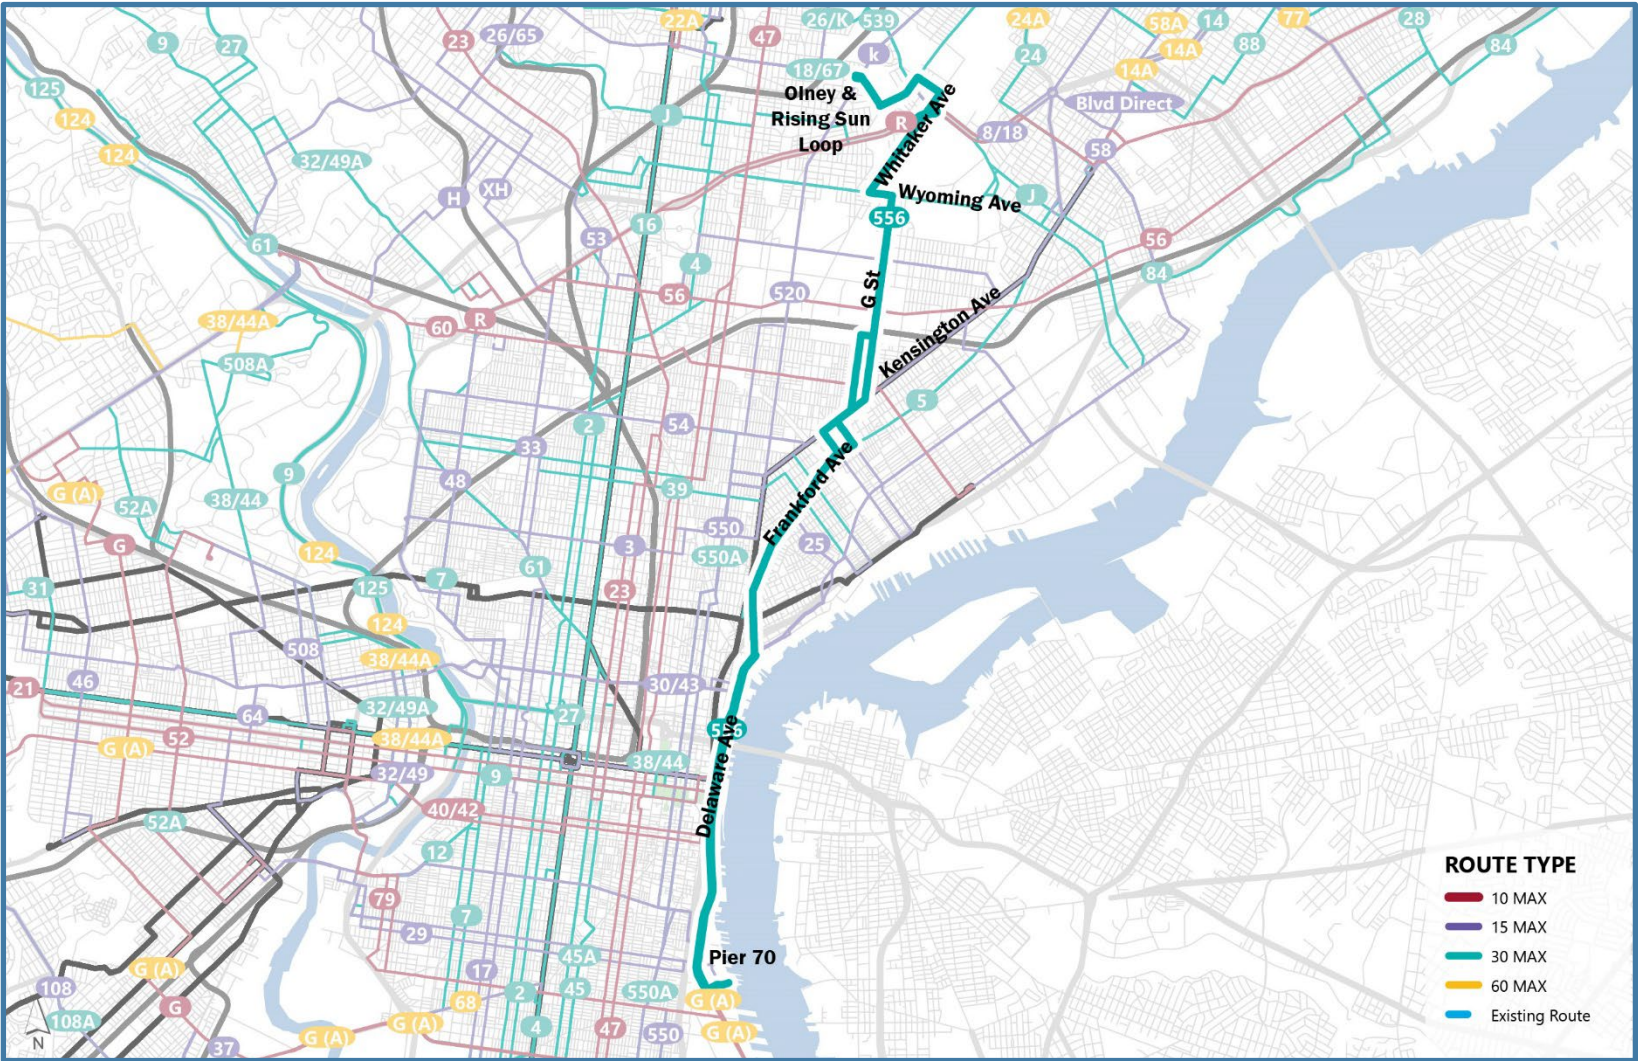 22A
26/K
539
24A
58A
14
77
28
9
27
23
26/65
47
k
24
14A
88
84
18/67
14A
125
124
J
Olney &
Rising Sun
Loop
R
Whitaker Ave
Blvd Direct
8/18
124
32/49A
58
H
XH
Wyoming Ave
J
16
556
61
53
4
56
84
38/44A
56
520
G St
Kensington Ave
60
R
508A
5
2
54
33
9
48
39
Frankford Ave
G (A)
52A
38/44
550
G
3
25
124
550A
31
125
7
61
23
124
508
38/44A
46
21
30/43
32/49A
64
27
52
38/44A
G (A)
556
Delaware Ave
38/44
32/49
9
40/42
52A
12
ROUTE TYPE
10 MAX
15 MAX
30 MAX
60 MAX
Existing Route
79
7
29
Pier 70
45A
G (A)
17
108
2
45
550A
G (A)
68
G
108A
G (A)
4
47
550
G (A)
G (A)
37
N